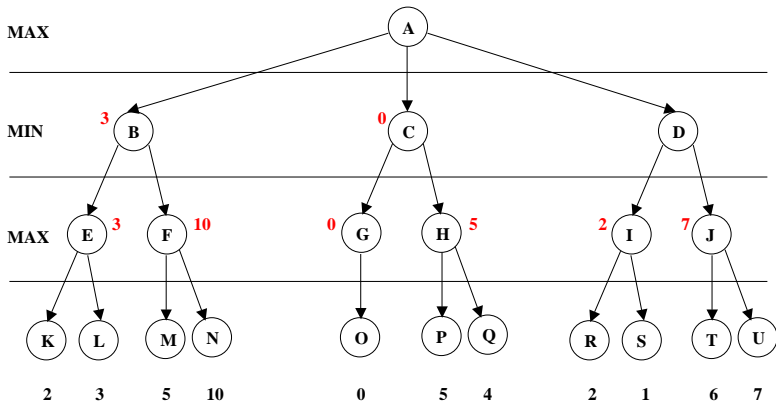 MAX A
3 0
MIN B C D
MAX E 3 F 10 0 G H 5 2 I 7 J
K L M N O P Q R S T U
2 3 5 10 0 5 4 2 1 6 7